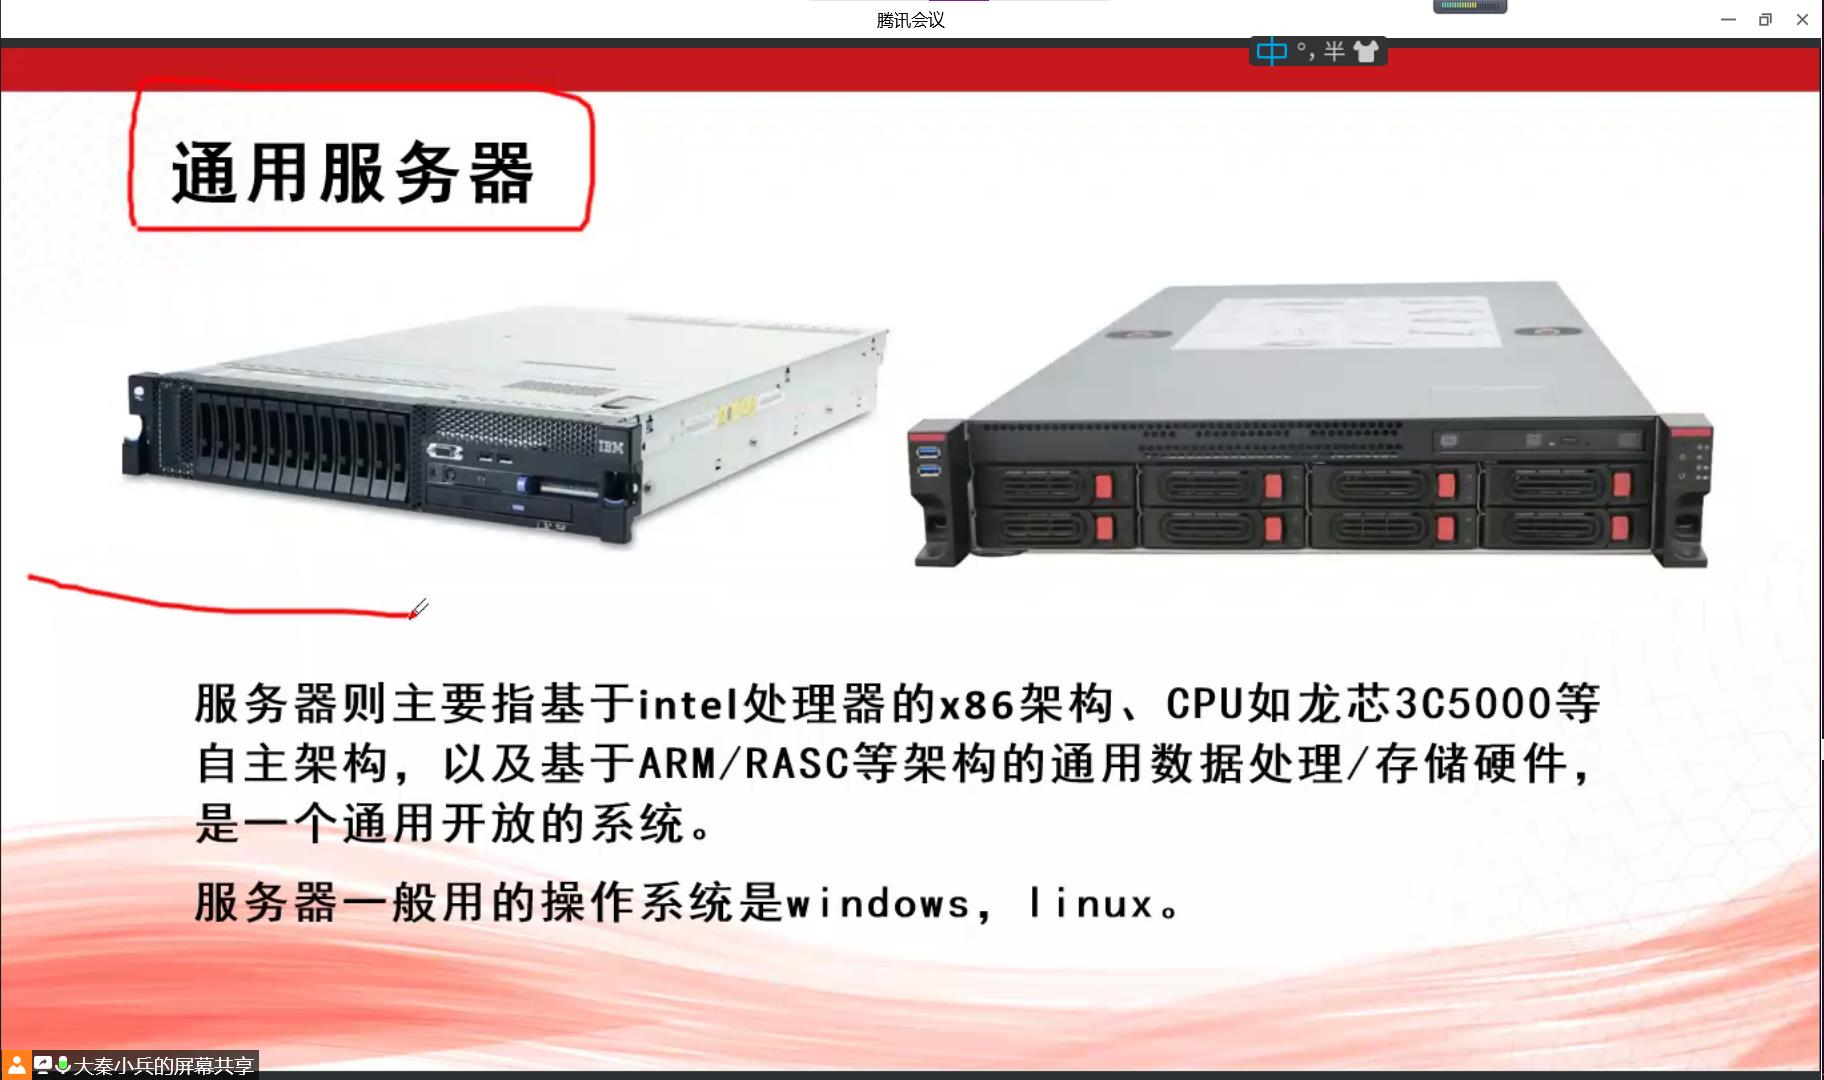 腾讯会议
中 °, 半
通用服务器
IBM
服务器则主要指基于intel处理器的x86架构、CPU如龙芯3C5000等
自主架构，以及基于ARM/RASC等架构的通用数据处理/存储硬件，
是一个通用开放的系统。
服务器一般用的操作系统是windows，linux。
大秦小兵的屏幕共享